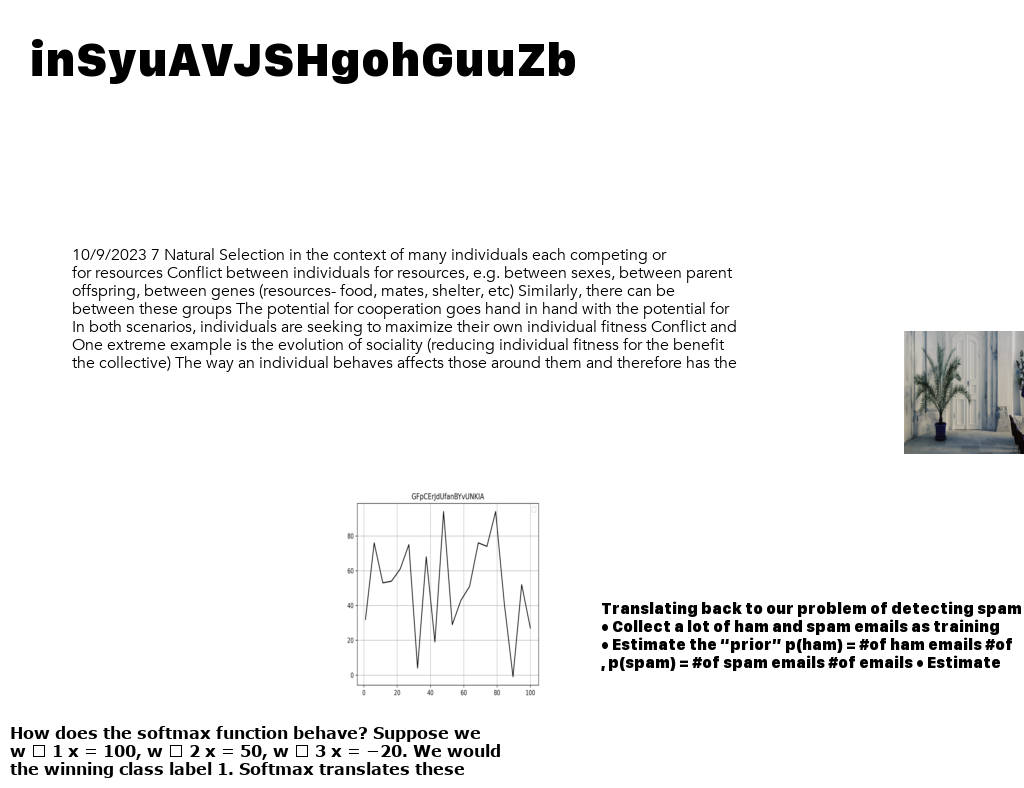 inSyuAVJSHgohGuuZb
10/9/2023 7 Natural Selection in the context of many individuals each competing or
for resources Conflict between individuals for resources, e.g. between sexes, between parent
offspring, between genes (resources- food, mates, shelter, etc) Similarly, there can be
between these groups The potential for cooperation goes hand in hand with the potential for
In both scenarios, individuals are seeking to maximize their own individual fitness Conflict and
One extreme example is the evolution of sociality (reducing individual fitness for the benefit
the collective) The way an individual behaves affects those around them and therefore has the
GFpCErJdUfanBYvUNKlA
80
60
40
20
0
0 20 40 60 80 100
Translating back to our problem of detecting spam
• Collect a lot of ham and spam emails as training
• Estimate the “prior” p(ham) = #of ham emails #of
, p(spam) = #of spam emails #of emails • Estimate
How does the softmax function behave? Suppose we
w □ 1 x = 100, w □ 2 x = 50, w □ 3 x = −20. We would
the winning class label 1. Softmax translates these